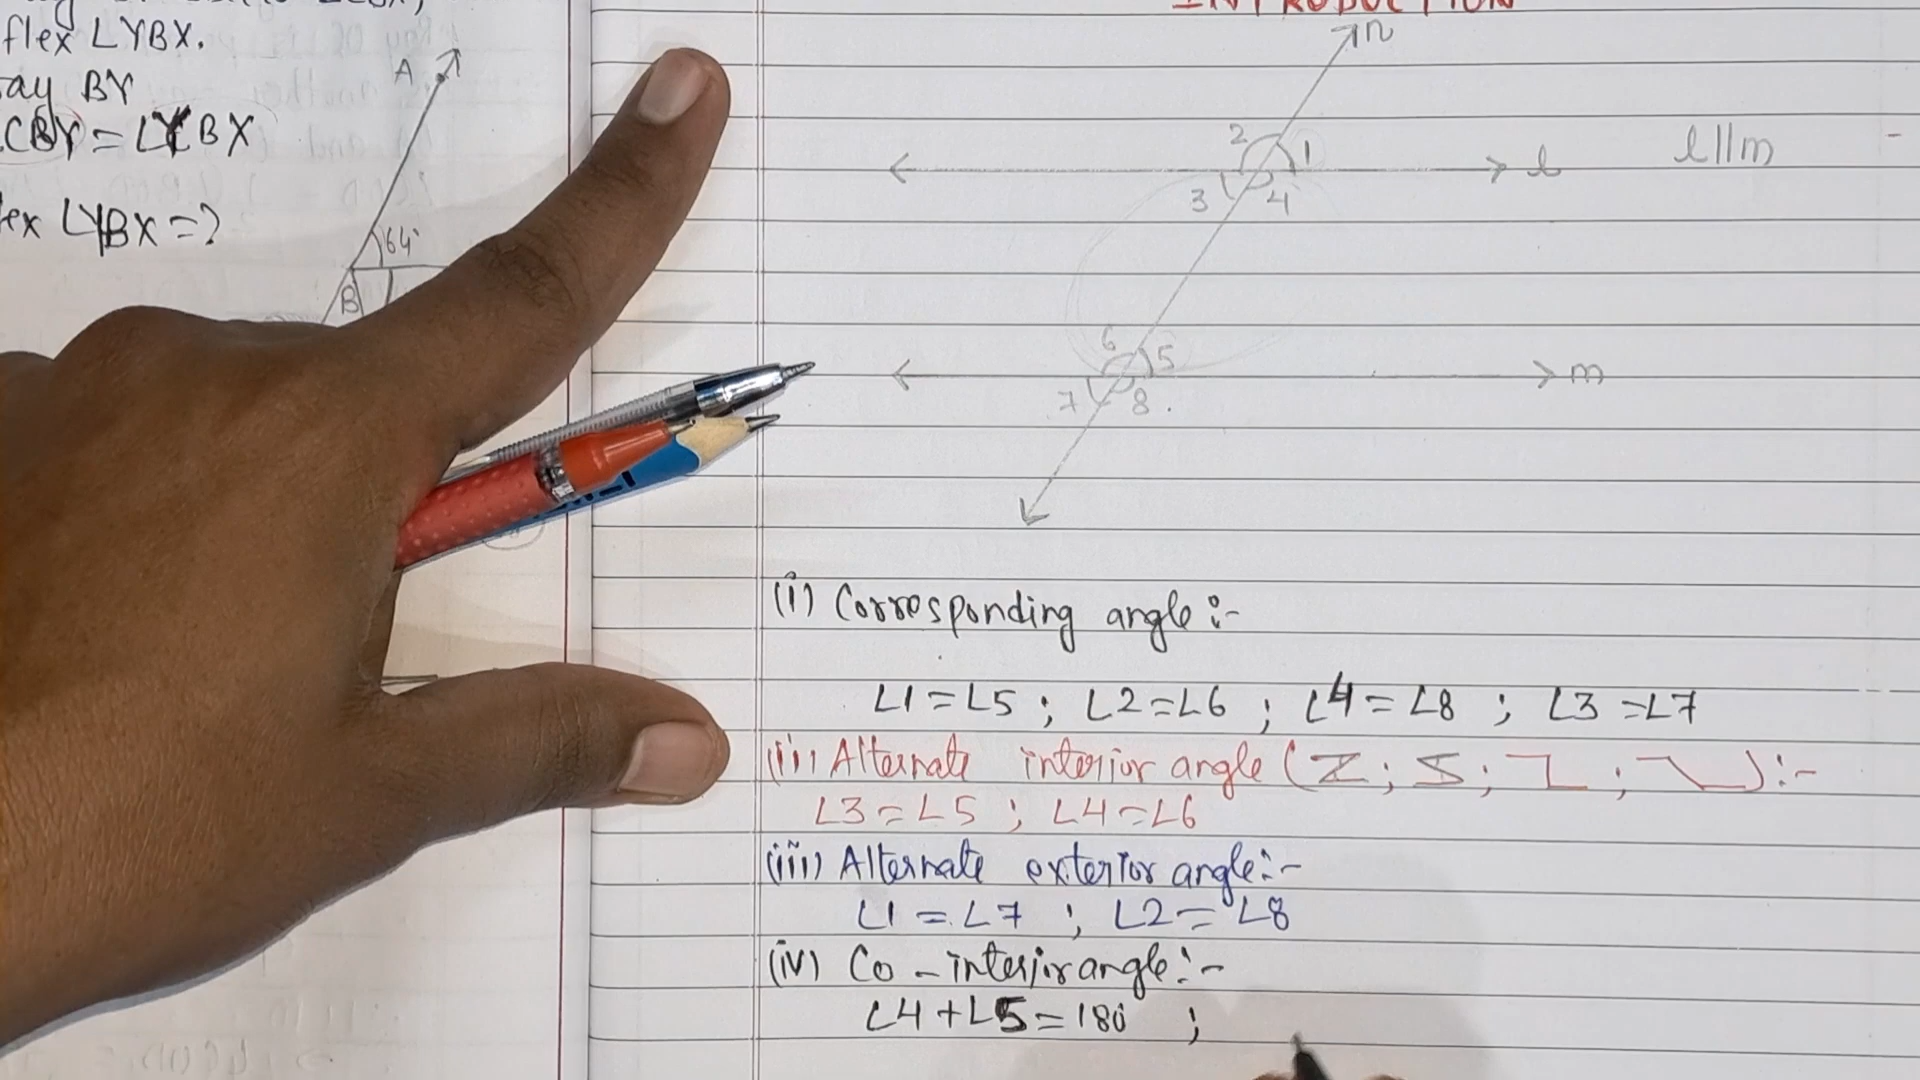 flex ∠YBX.
ray BY
CBY = ∠YBX
ex ∠YBX = ?
A
64°
B
INTRODUCTION
n
2
1
l
l||m
3
4
6
5
m
7
8
(i) Corresponding angle :-
∠1 = ∠5 ; ∠2 = ∠6 ; ∠4 = ∠8 ; ∠3 = ∠7
(ii) Alternate interior angle ( Z ; S ; Z ; Z ) :-
∠3 = ∠5 ; ∠4 = ∠6
(iii) Alternate exterior angle :-
∠1 = ∠7 ; ∠2 = ∠8
(iv) Co - interior angle :-
∠4 + ∠5 = 180 ;